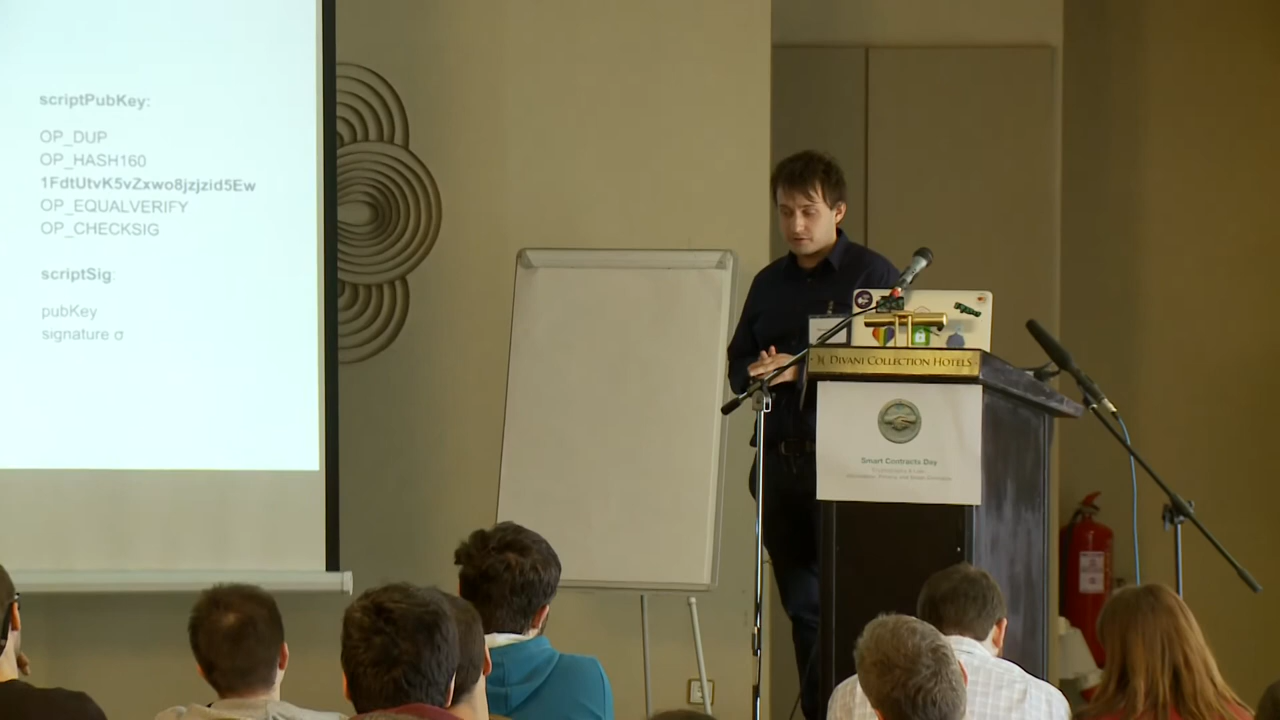 scriptPubKey:
OP_DUP
OP_HASH160
1FdtUtvK5vZxwo8jzjzid5Ew
OP_EQUALVERIFY
OP_CHECKSIG
scriptSig:
pubKey
signature σ
DIVANI COLLECTION HOTELS
Smart Contracts Day